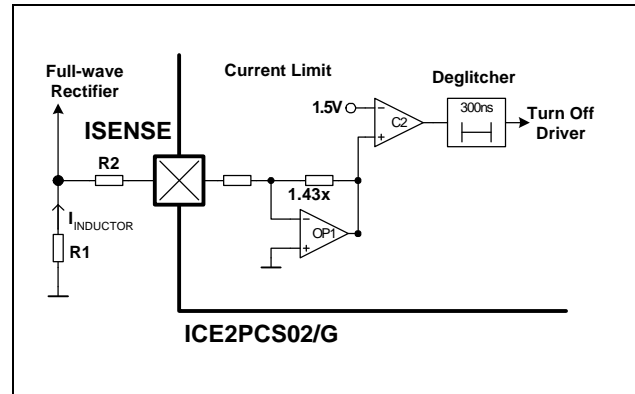 Full-wave
Rectifier
Current Limit
Deglitcher
1.5V
C2
300ns
Turn Off
Driver
ISENSE
R2
1.43x
OP1
IINDUCTOR
R1
ICE2PCS02/G